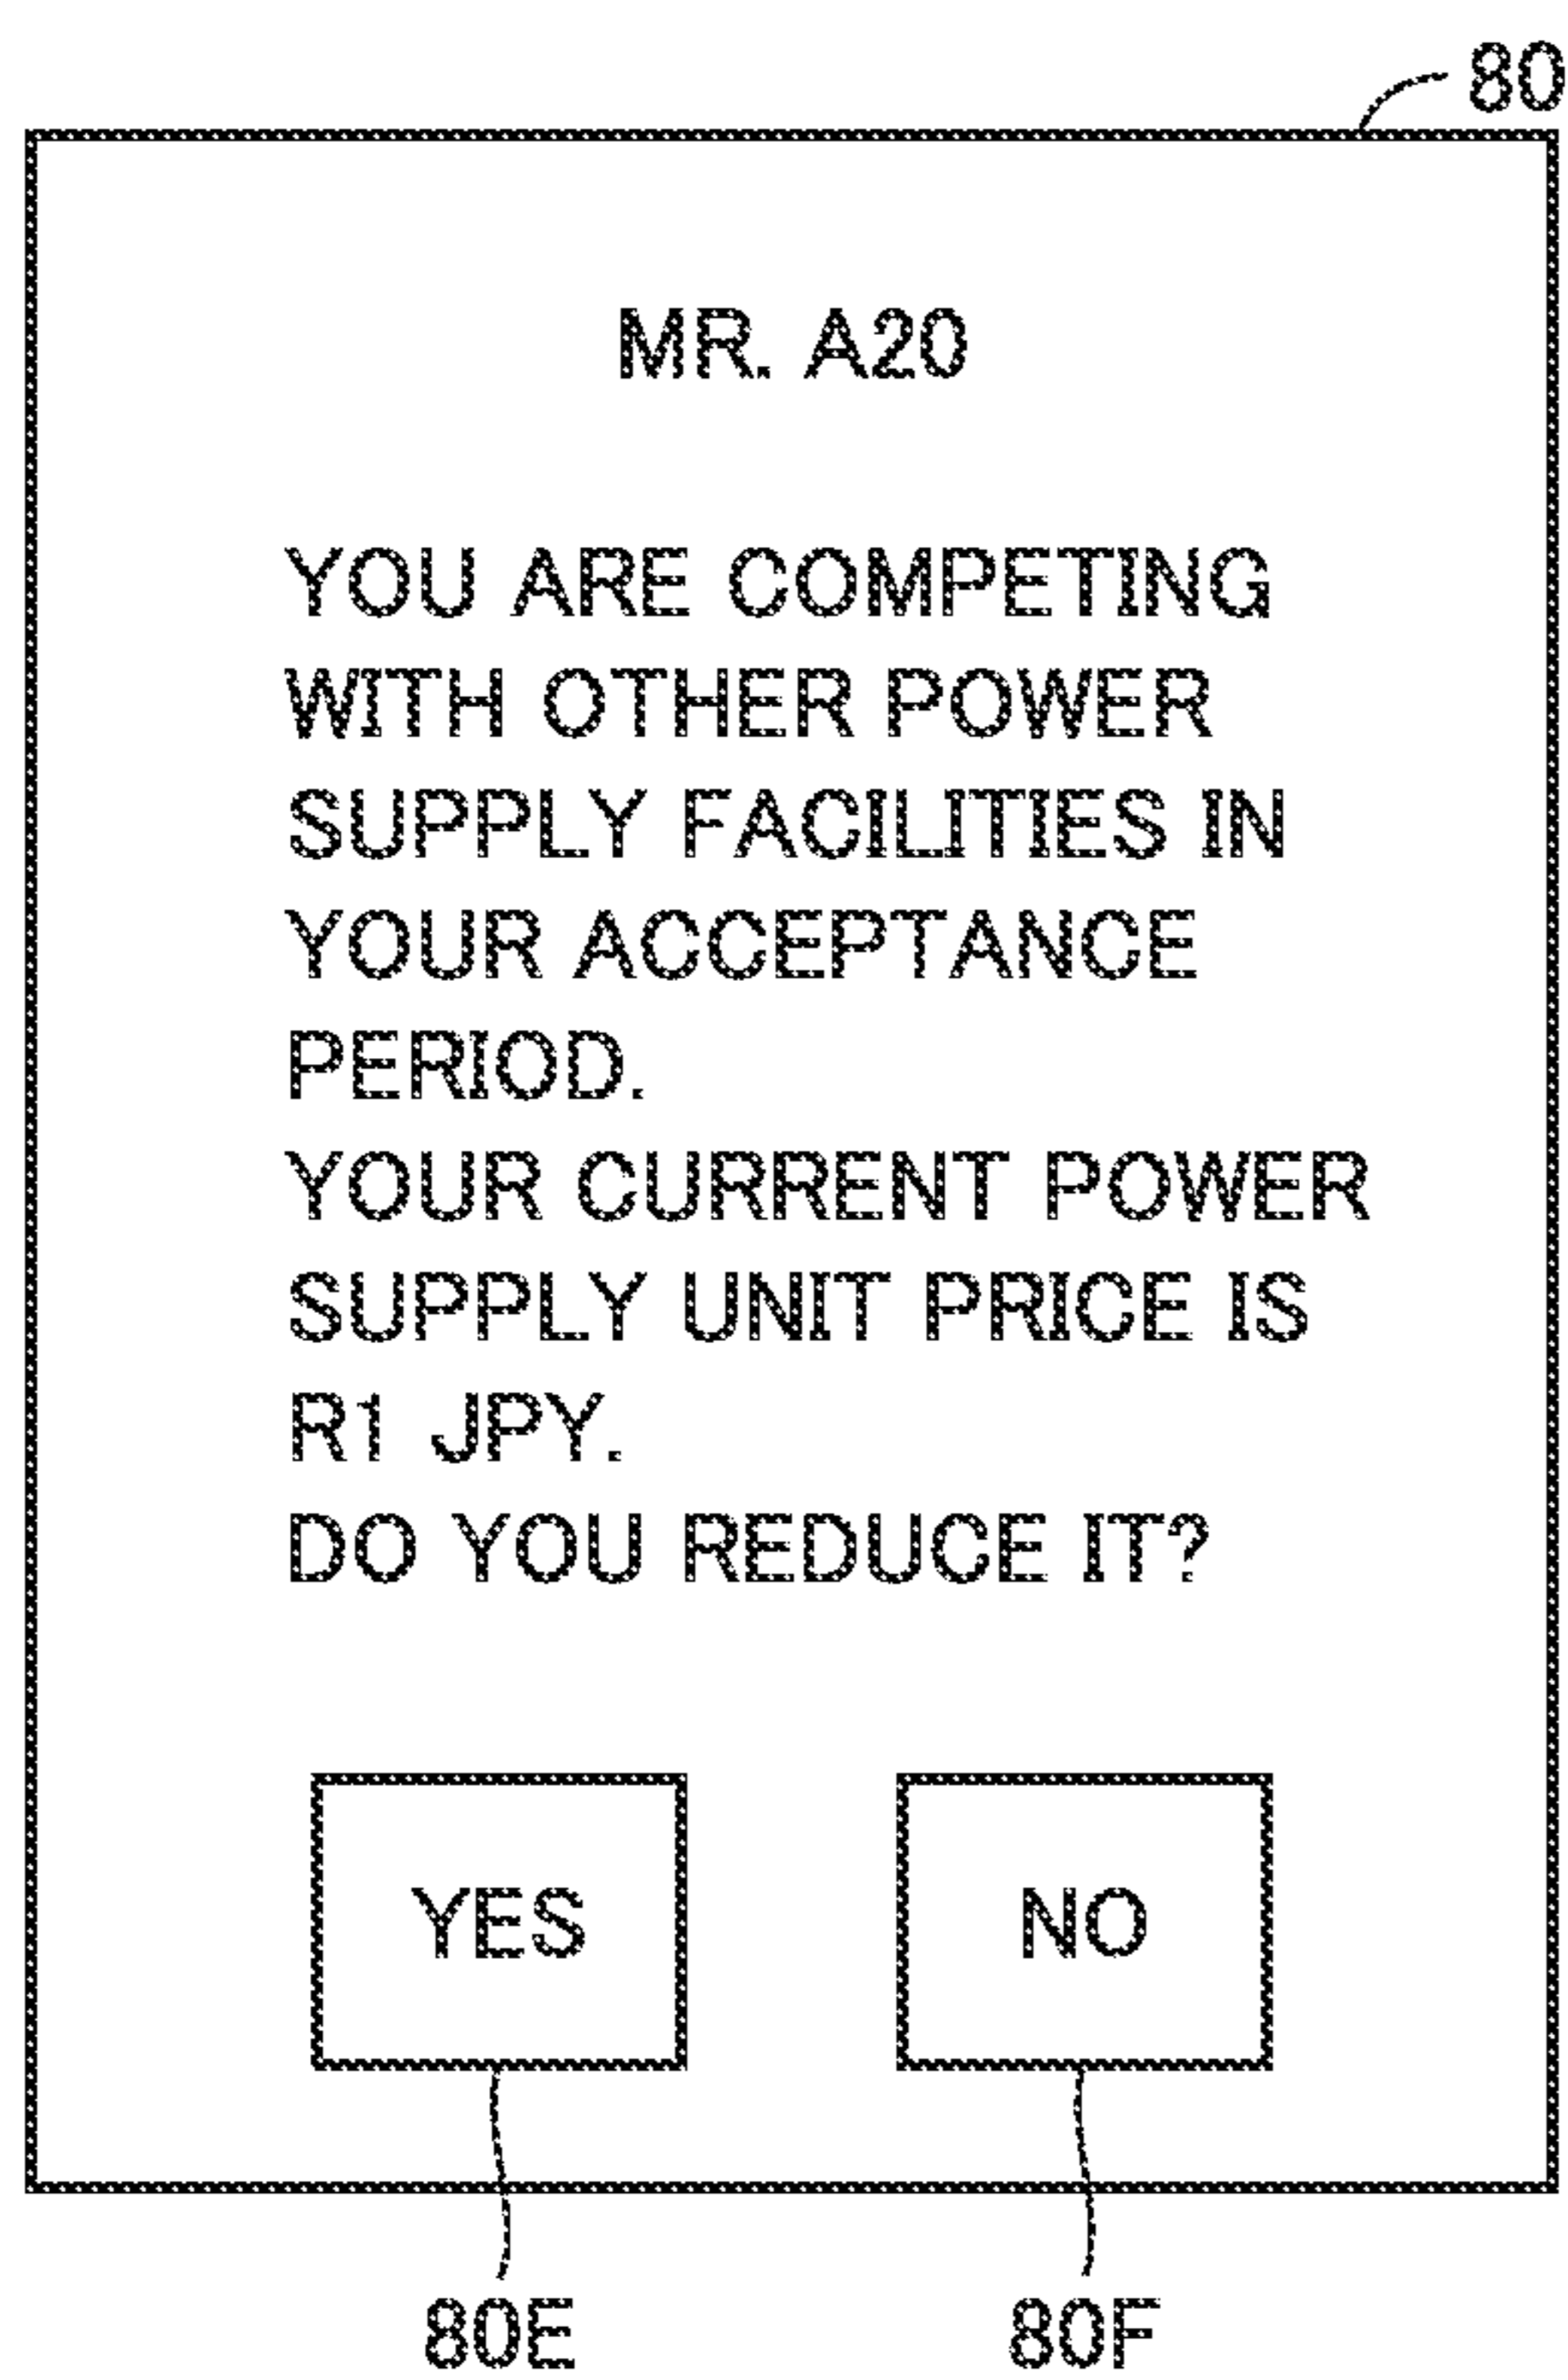 80
MR. A20
YOU ARE COMPETING
WITH OTHER POWER
SUPPLY FACILITIES IN
YOUR ACCEPTANCE
PERIOD.
YOUR CURRENT POWER
SUPPLY UNIT PRICE IS
R1 JPY.
DO YOU REDUCE IT?
YES NO
80E 80F